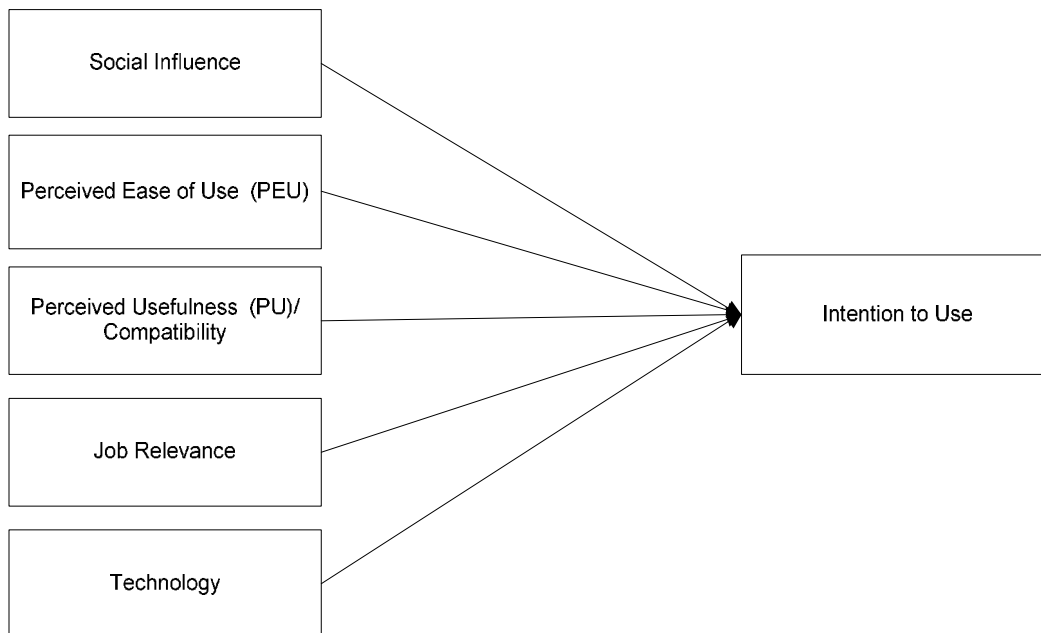 Social Influence
Perceived Ease of Use (PEU)
Perceived Usefulness (PU)/
Compatibility
Intention to Use
Job Relevance
Technology